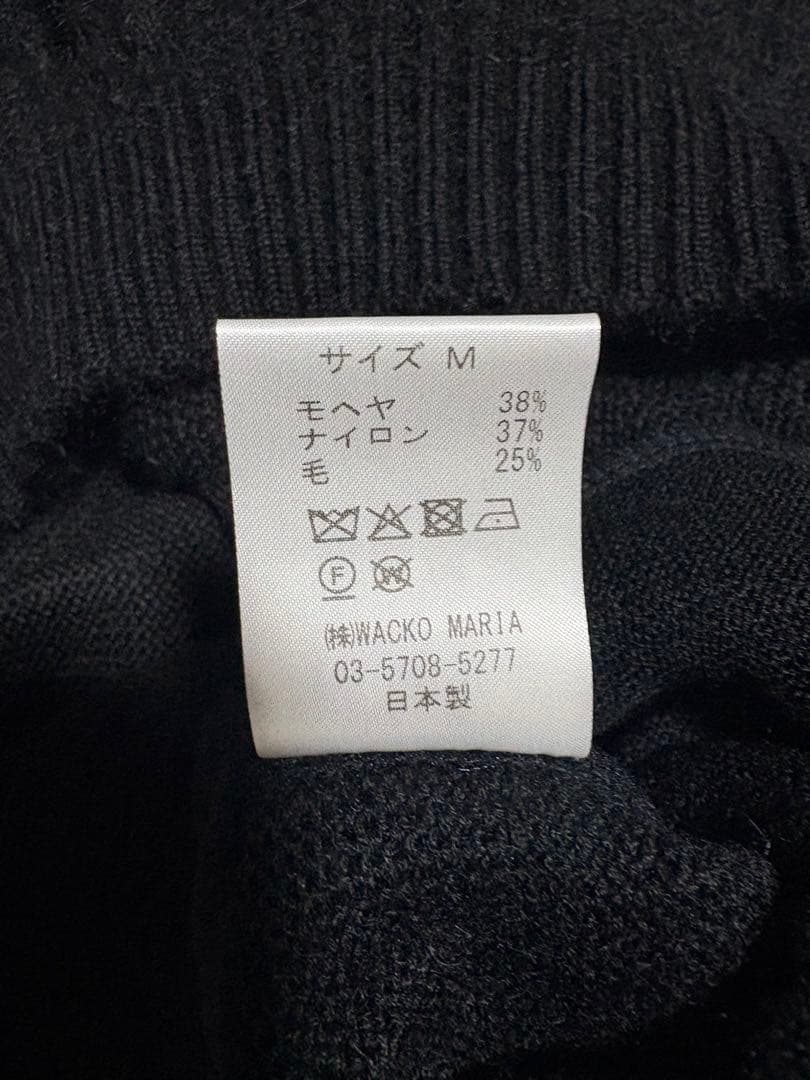 サイズ M
モヘヤ 38%
ナイロン 37%
毛 25%
F W
㈱WACKO MARIA
03-5708-5277
日本製